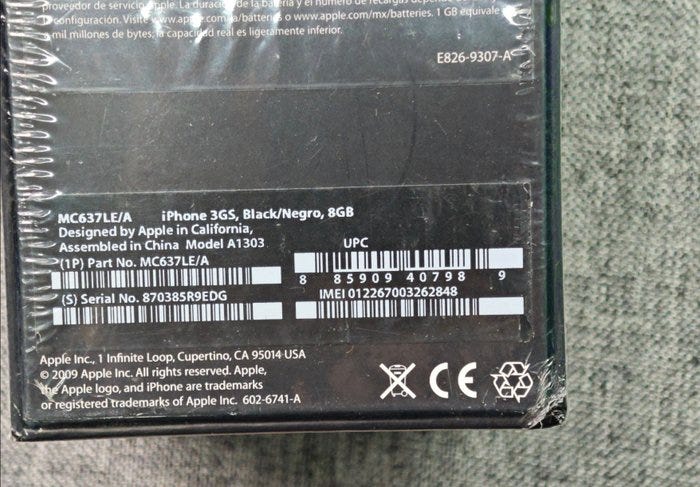 proveedor de servicio Apple. La duración de la batería y el número de recargas
configuración. Visite www.apple.com/la/batteries o www.apple.com/mx/batteries. 1 GB equivale
a mil millones de bytes; la capacidad real es ligeramente inferior.
E826-9307-A
MC637LE/A iPhone 3GS, Black/Negro, 8GB
Designed by Apple in California,
Assembled in China Model A1303
UPC
(1P) Part No. MC637LE/A
8 85909 40798 9
(S) Serial No. 870385R9EDG
IMEI 012267003262848
Apple Inc., 1 Infinite Loop, Cupertino, CA 95014 USA
© 2009 Apple Inc. All rights reserved. Apple,
the Apple logo, and iPhone are trademarks
or registered trademarks of Apple Inc. 602-6741-A
CE